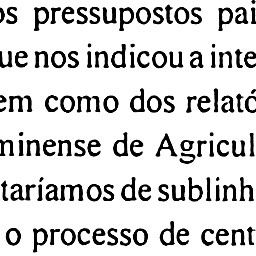 os pressupostos pai
ue nos indicou a inte
em como dos relató
minense de Agricul
taríamos de sublinh
o processo de cent